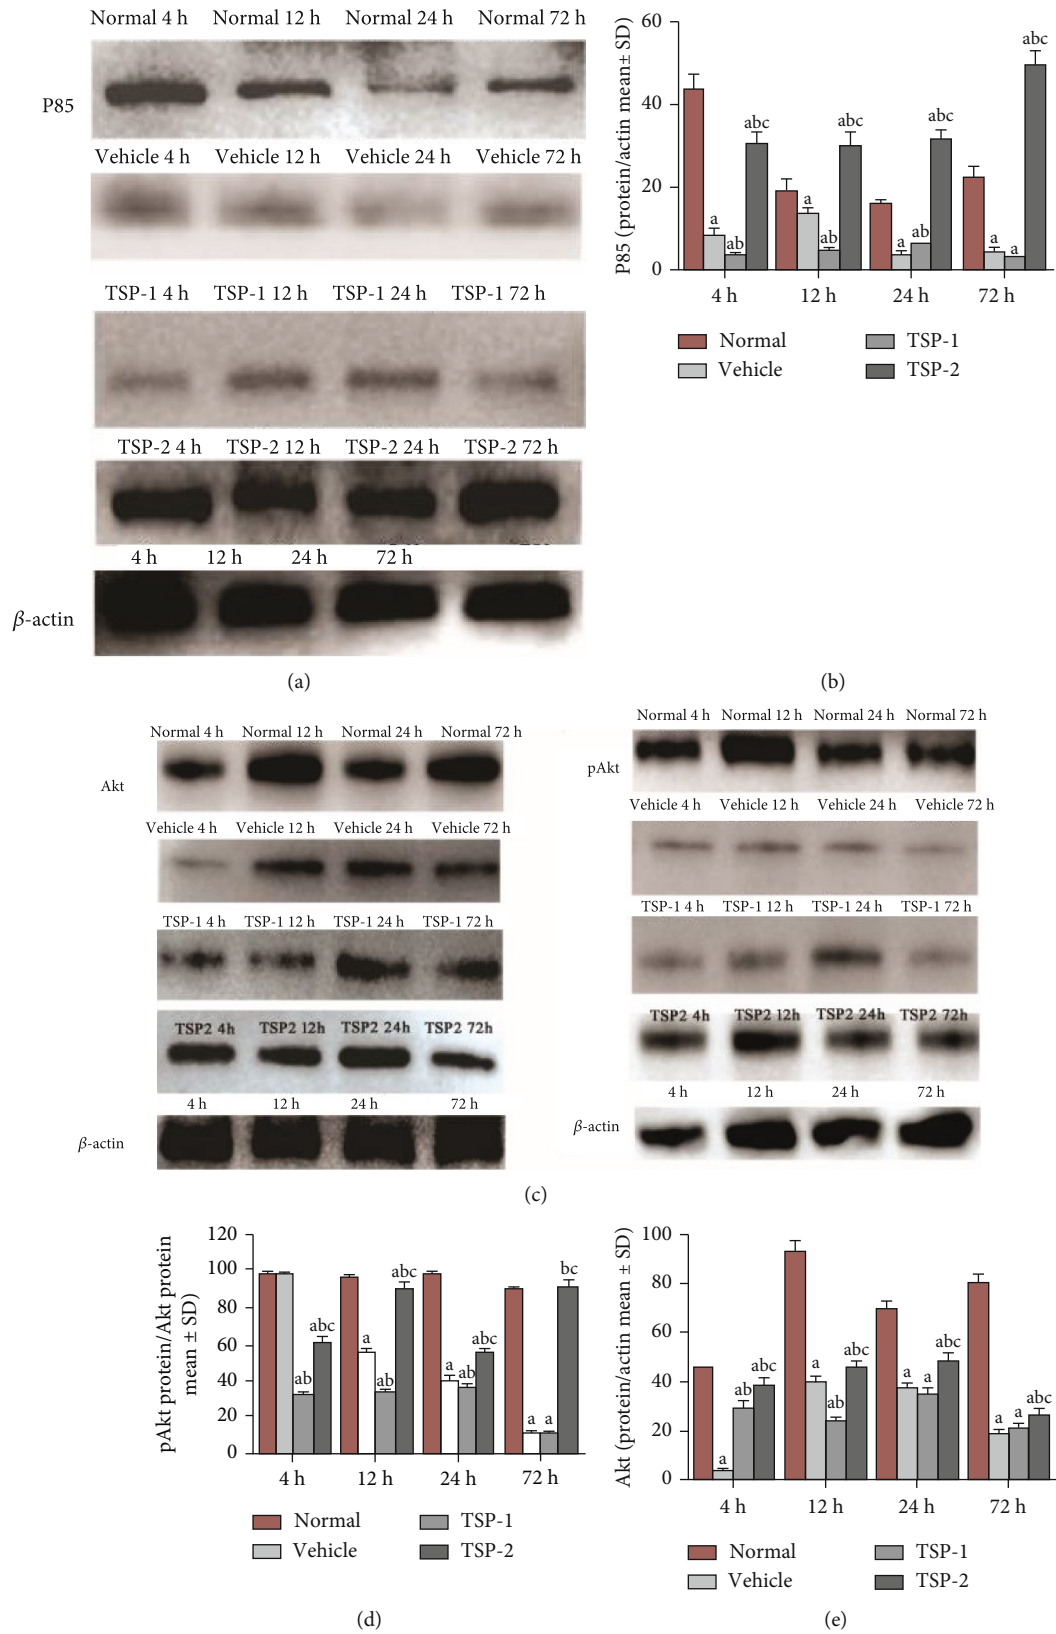 Normal 4 h Normal 12 h Normal 24 h Normal 72 h
P85
Vehicle 4 h Vehicle 12 h Vehicle 24 h Vehicle 72 h
TSP-1 4 h TSP-1 12 h TSP-1 24 h TSP-1 72 h
TSP-2 4 h TSP-2 12 h TSP-2 24 h TSP-2 72 h
4 h 12 h 24 h 72 h
β-actin
(a)
P85 (protein/actin mean± SD)
60
40
20
0
a ab abc
a ab abc
a ab abc
a a abc
4 h 12 h 24 h 72 h
Normal TSP-1
Vehicle TSP-2
(b)
Normal 4 h Normal 12 h Normal 24 h Normal 72 h
Akt
Vehicle 4 h Vehicle 12 h Vehicle 24 h Vehicle 72 h
TSP-1 4 h TSP-1 12 h TSP-1 24 h TSP-1 72 h
TSP2 4h TSP2 12h TSP2 24h TSP2 72h
4 h 12 h 24 h 72 h
β-actin
Normal 4 h Normal 12 h Normal 24 h Normal 72 h
pAkt
Vehicle 4 h Vehicle 12 h Vehicle 24 h Vehicle 72 h
TSP-1 4 h TSP-1 12 h TSP-1 24 h TSP-1 72 h
TSP2 4h TSP2 12h TSP2 24h TSP2 72h
4 h 12 h 24 h 72 h
β-actin
(c)
pAkt protein/Akt protein
mean ± SD)
120
100
80
60
40
20
0
ab abc
a ab abc
a ab abc
a a bc
4 h 12 h 24 h 72 h
Normal TSP-1
Vehicle TSP-2
(d)
Akt (protein/actin mean ± SD)
100
80
60
40
20
0
a ab abc
a ab abc
a a abc
a a abc
4 h 12 h 24 h 72 h
Normal TSP-1
Vehicle TSP-2
(e)